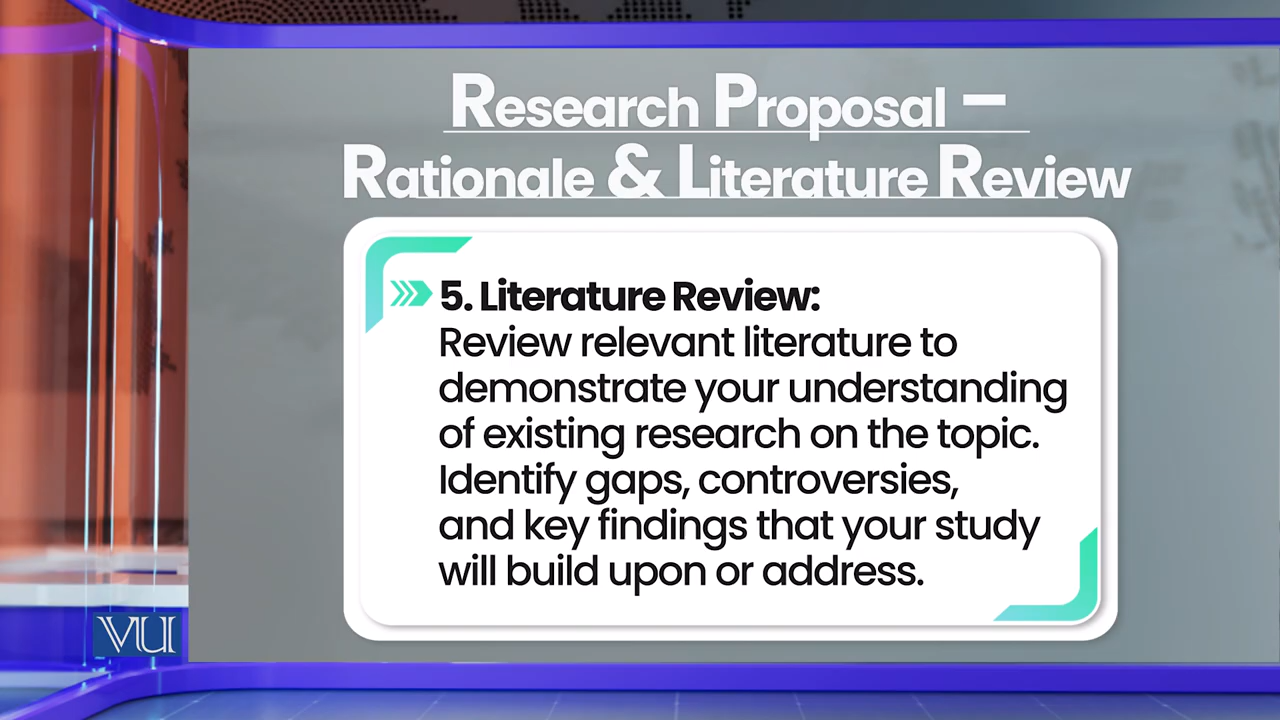 Research Proposal –
Rationale & Literature Review
5. Literature Review:
Review relevant literature to
demonstrate your understanding
of existing research on the topic.
Identify gaps, controversies,
and key findings that your study
will build upon or address.
VU